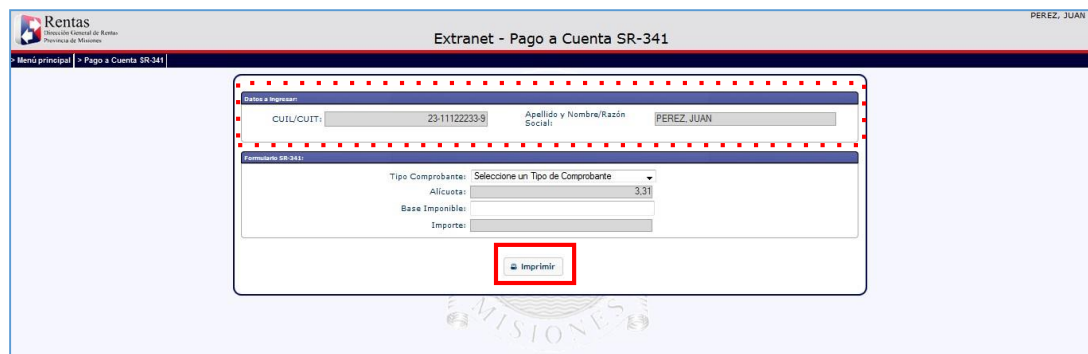 Rentas
Dirección General de Rentas
Provincia de Misiones
PEREZ, JUAN
Extranet - Pago a Cuenta SR-341
> Menú principal > Pago a Cuenta SR-341
Datos a Ingresar:
CUIL/CUIT: 23-11122233-9 Apellido y Nombre/Razón Social: PEREZ, JUAN
Formulario SR-341:
Tipo Comprobante: Seleccione un Tipo de Comprobante
Alícuota: 3,31
Base Imponible:
Importe:
Imprimir
MISIONES